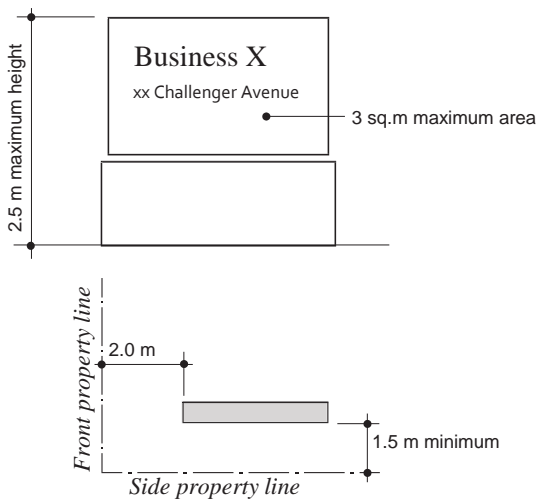 2.5 m maximum height
Business X
xx Challenger Avenue
3 sq.m maximum area
Front property line
2.0 m
1.5 m minimum
Side property line